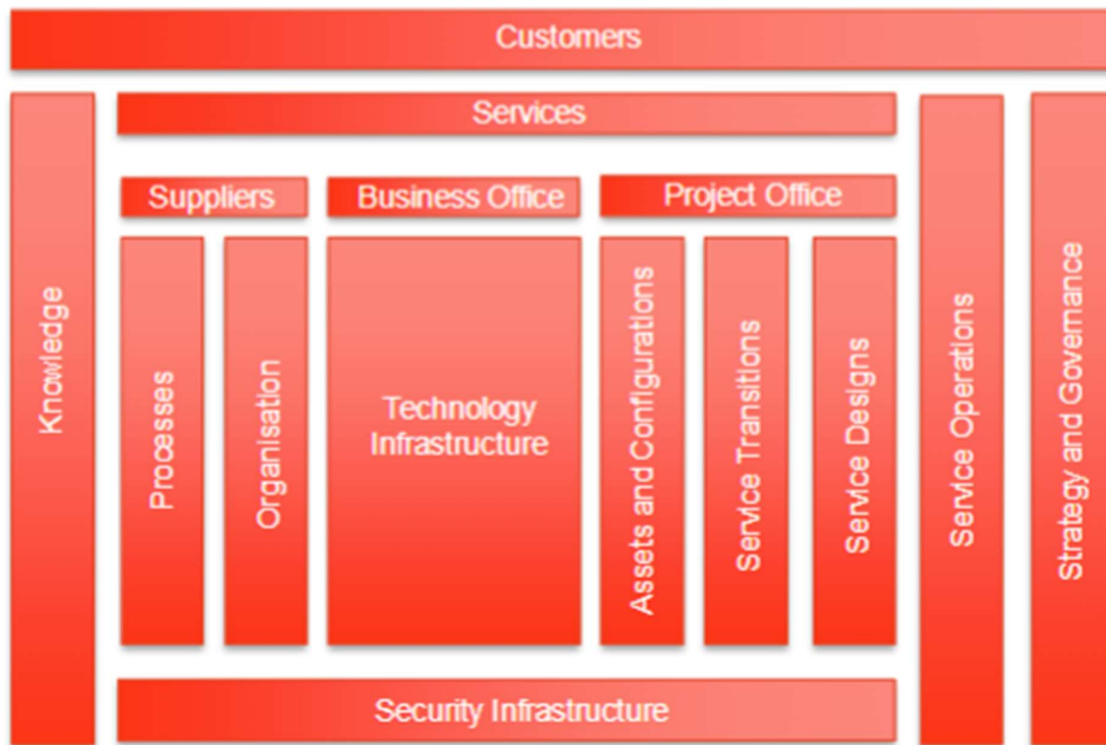 Customers
Services
Suppliers
Business Office
Project Office
Knowledge
Processes
Organisation
Technology
Infrastructure
Assets and Configurations
Service Transitions
Service Designs
Service Operations
Strategy and Governance
Security Infrastructure